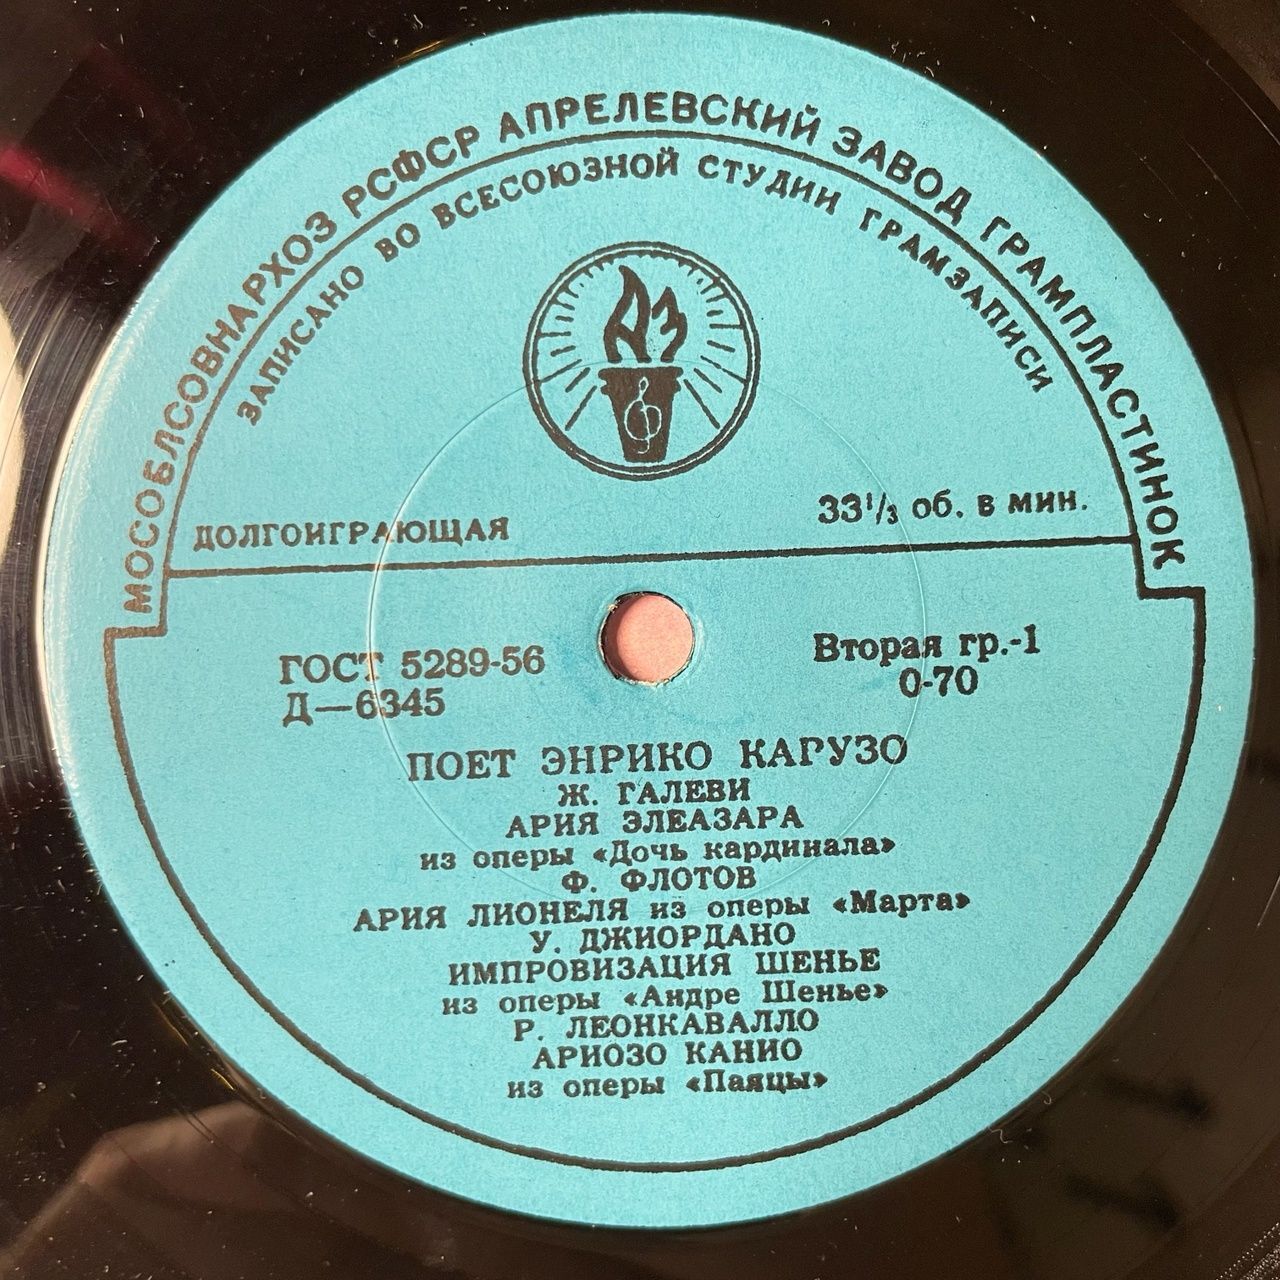 МОСОБЛСОВНАРХОЗ РСФСР АПРЕЛЕВСКИЙ ЗАВОД ГРАМПЛАСТИНОК
ЗАПИСАНО ВО ВСЕСОЮЗНОЙ СТУДИИ ГРАМЗАПИСИ
АЗ
ДОЛГОИГРАЮЩАЯ
33 1/3 об. в мин.
ГОСТ 5289-56
Д—6345
Вторая гр.-1
0-70
ПОЕТ ЭНРИКО КАРУЗО
Ж. ГАЛЕВИ
АРИЯ ЭЛЕАЗАРА
из оперы «Дочь кардинала»
Ф. ФЛОТОВ
АРИЯ ЛИОНЕЛЯ из оперы «Марта»
У. ДЖИОРДАНО
ИМПРОВИЗАЦИЯ ШЕНЬЕ
из оперы «Андре Шенье»
Р. ЛЕОНКАВАЛЛО
АРИОЗО КАНИО
из оперы «Паяцы»